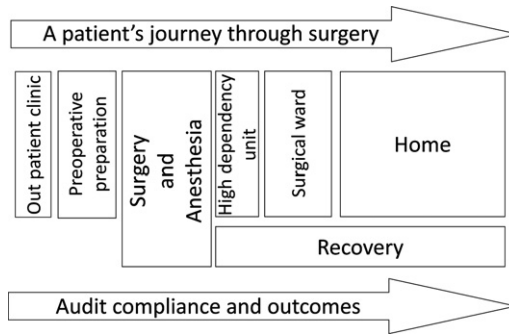 A patient's journey through surgery
Out patient clinic
Preoperative
preparation
Surgery
and
Anesthesia
High dependency
unit
Surgical ward
Home
Recovery
Audit compliance and outcomes